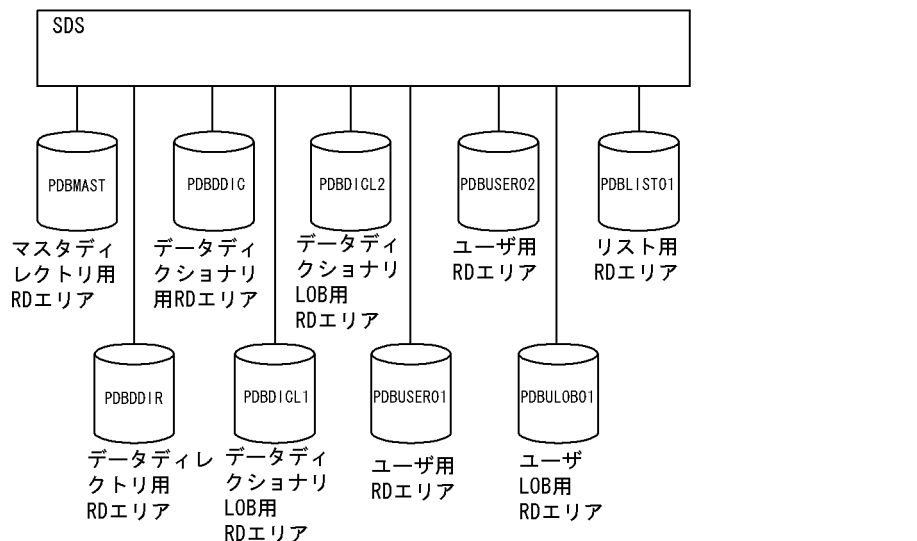 SDS
PDBMAST
マスタディ
レクトリ用
RDエリア
PDBDDIC
データディ
クショナリ
用RDエリア
PDBDICL2
データディ
クショナリ
LOB用
RDエリア
PDBUSER02
ユーザ用
RDエリア
PDBLIST01
リスト用
RDエリア
PDBDDIR
データディレ
クトリ用
RDエリア
PDBDICL1
データディ
クショナリ
LOB用
RDエリア
PDBUSER01
ユーザ用
RDエリア
PDBULOB01
ユーザ
LOB用
RDエリア